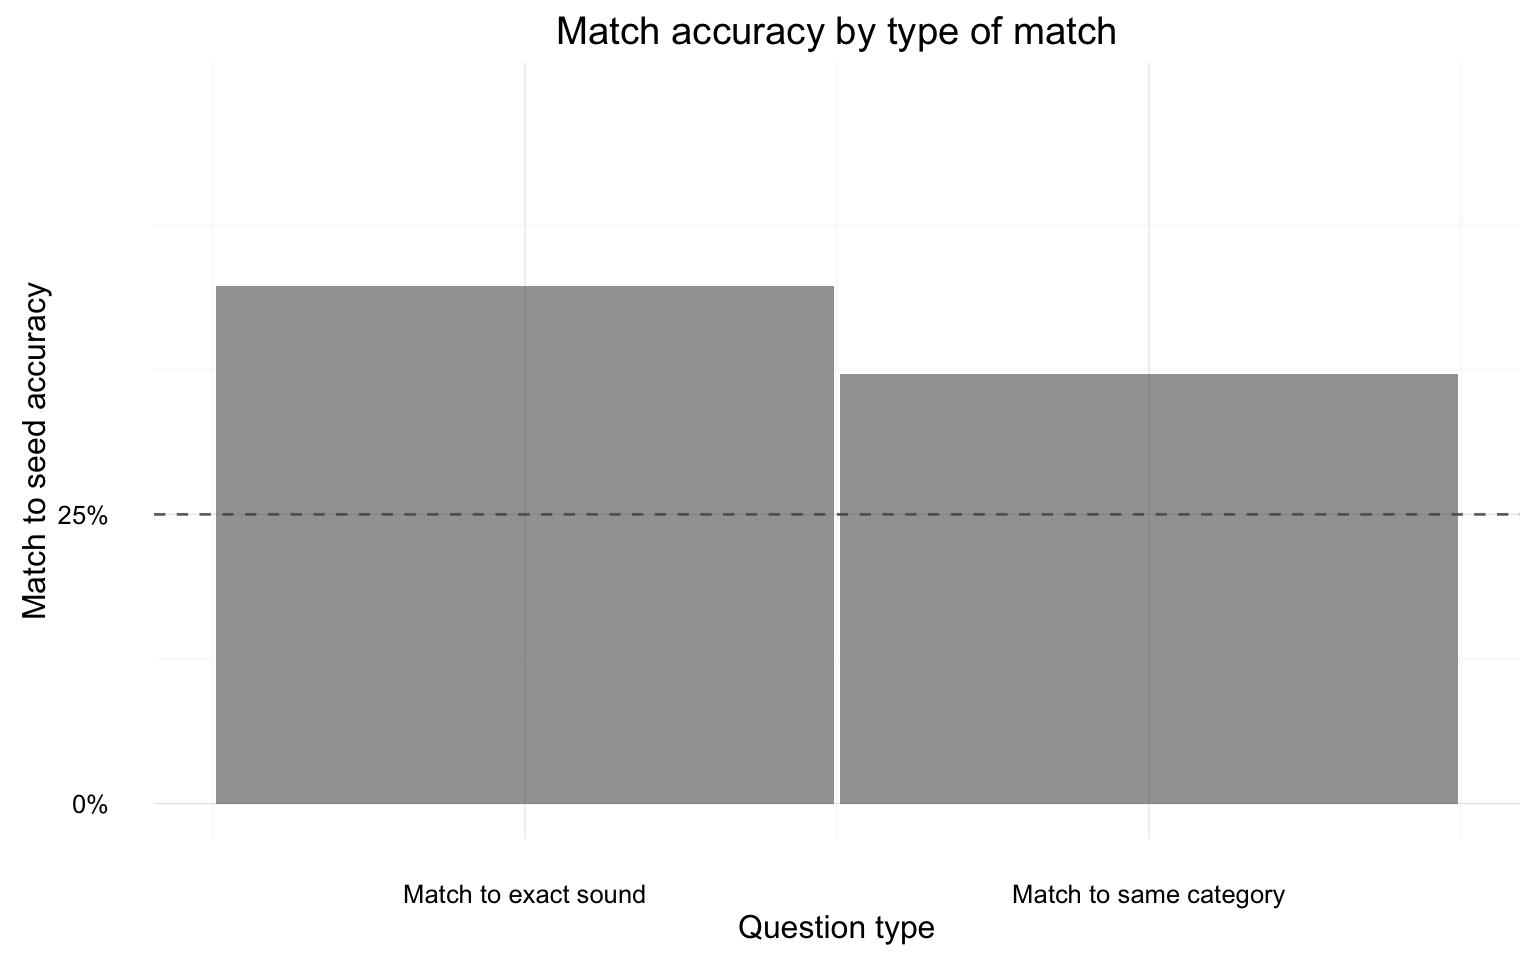 Match accuracy by type of match
Match to seed accuracy
25%
0%
Match to exact sound
Match to same category
Question type